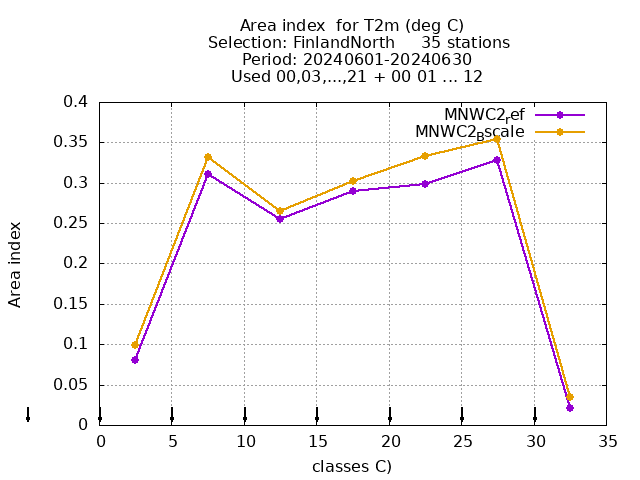 Area index  for T2m (deg C)
Selection: FinlandNorth     35 stations
Period: 20240601-20240630
Used 00,03,...,21 + 00 01 ... 12
MNWC2ref
MNWC2Bscale
0.4
0.35
0.3
0.25
0.2
0.15
0.1
0.05
0
Area index
0 5 10 15 20 25 30 35
classes C)